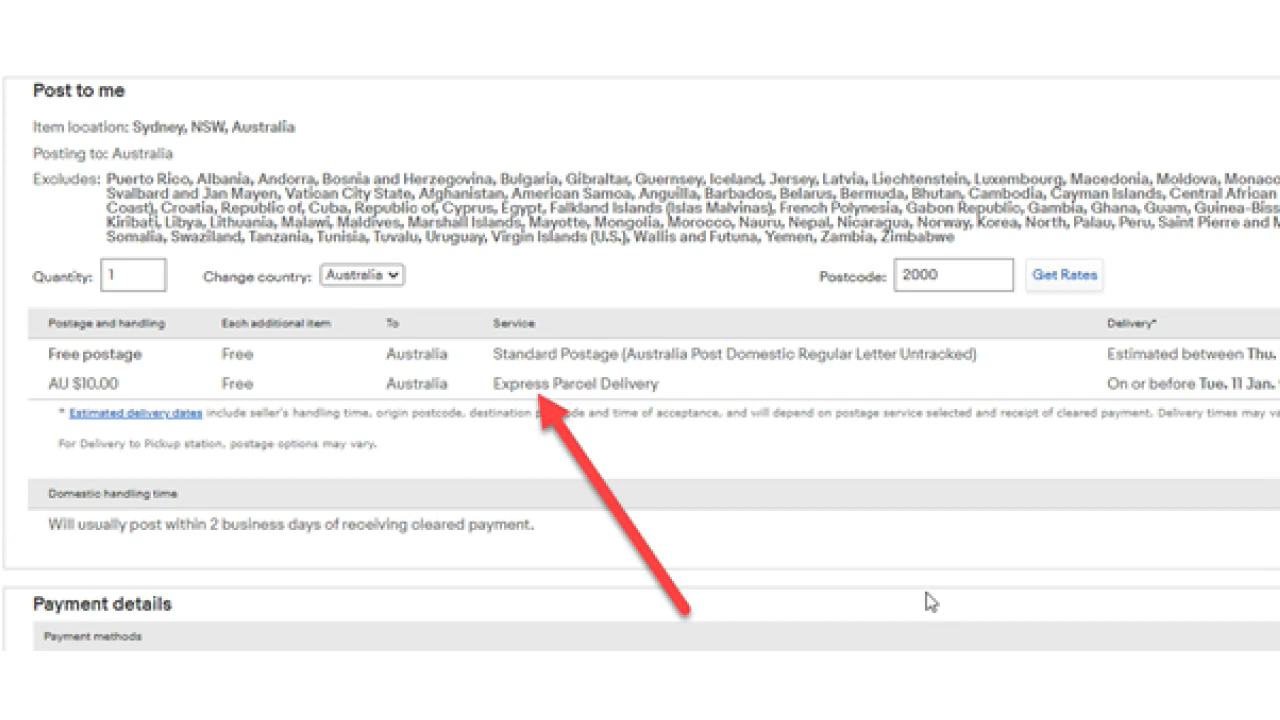 Post to me
Item location: Sydney, NSW, Australia
Posting to: Australia
Excludes: Puerto Rico, Albania, Andorra, Bosnia and Herzegovina, Bulgaria, Gibraltar, Guernsey, Iceland, Jersey, Latvia, Liechtenstein, Luxembourg, Macedonia, Moldova, Monaco
Svalbard and Jan Mayen, Vatican City State, Afghanistan, American Samoa, Anguilla, Barbados, Belarus, Bermuda, Bhutan, Cambodia, Cayman Islands, Central African
Coast), Croatia, Republic of, Cuba, Republic of, Cyprus, Egypt, Falkland Islands (Islas Malvinas), French Polynesia, Gabon Republic, Gambia, Ghana, Guam, Guinea-Biss
Kiribati, Libya, Lithuania, Malawi, Maldives, Marshall Islands, Mayotte, Mongolia, Morocco, Nauru, Nepal, Nicaragua, Norway, Korea, North, Palau, Peru, Saint Pierre and M
Somalia, Swaziland, Tanzania, Tunisia, Tuvalu, Uruguay, Virgin Islands (U.S.), Wallis and Futuna, Yemen, Zambia, Zimbabwe
Quantity: 1 Change country: Australia Postcode: 2000 Get Rates
Postage and handling Each additional item To Service Delivery*
Free postage Free Australia Standard Postage (Australia Post Domestic Regular Letter Untracked) Estimated between Thu.
AU $10.00 Free Australia Express Parcel Delivery On or before Tue. 11 Jan.
* Estimated delivery dates include seller's handling time, origin postcode, destination and time of acceptance, and will depend on postage service selected and receipt of cleared payment. Delivery times may va
For Delivery to Pickup station, postage options may vary.
Domestic handling time
Will usually post within 2 business days of receiving cleared payment.
Payment details
Payment methods